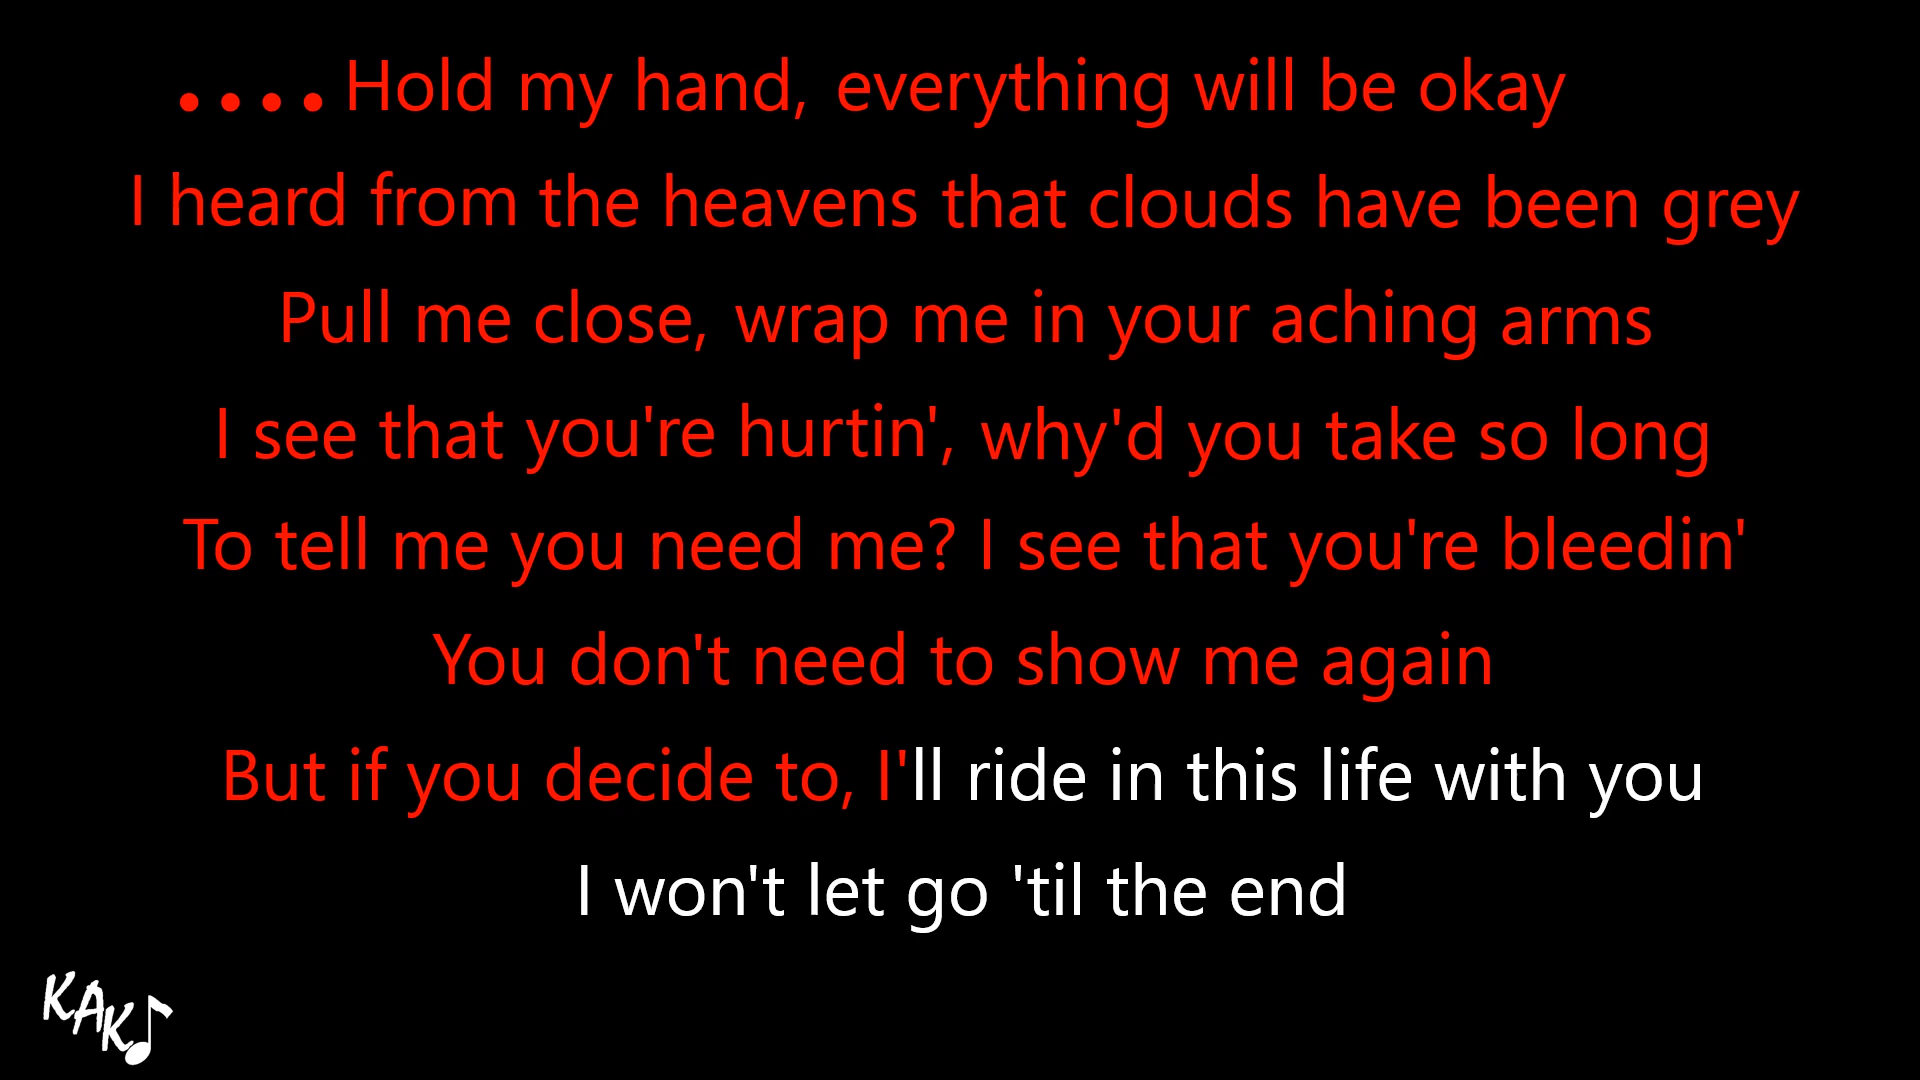 .... Hold my hand, everything will be okay
I heard from the heavens that clouds have been grey
Pull me close, wrap me in your aching arms
I see that you're hurtin', why'd you take so long
To tell me you need me? I see that you're bleedin'
You don't need to show me again
But if you decide to, I'll ride in this life with you
I won't let go 'til the end
KAK